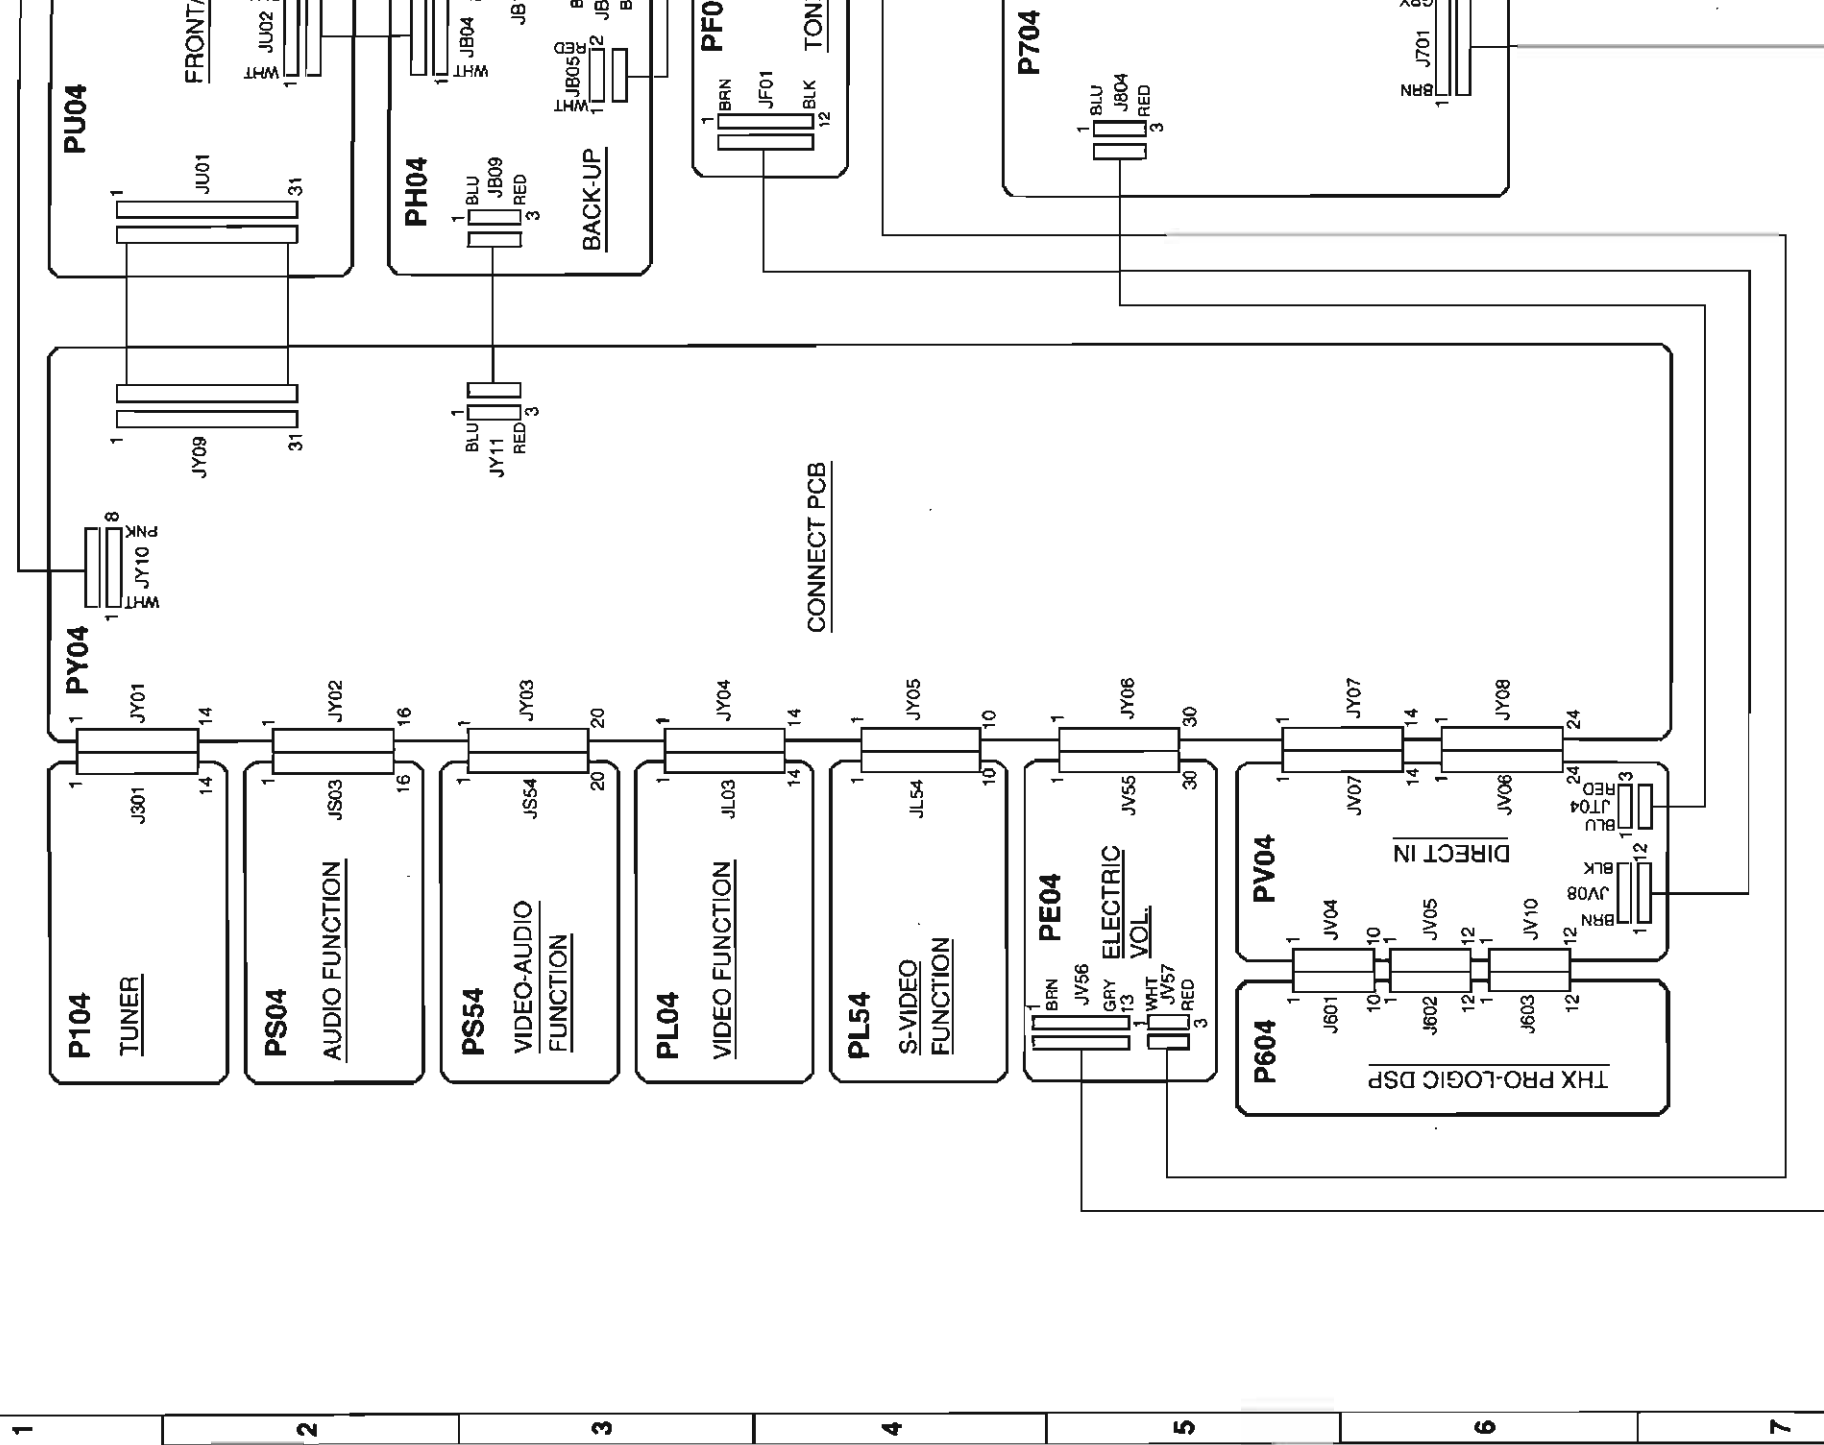 PU04
FRONT/
JU02
WHT
1
JU01
1
31
PH04
JB04
WHT
1
RED
2
JB05
WHT
1
BLU
JB09
RED
1
3
BACK-UP
BRN
JF01
BLK
1
12
P704
BLU
J804
RED
1
3
J701
BRN
1
1
JY09
31
1
BLU
JY11
RED
3
8
PNK
JY10
WHT
1
PY04
CONNECT PCB
1
JY01
14
1
JY02
16
1
JY03
20
1
JY04
14
1
JY05
10
1
JY06
30
1
JY07
14
1
JY08
24
1
J301
14
1
JS03
16
1
JS54
20
1
JL03
14
1
JL54
10
1
JV55
30
1
JV07
14
1
JV06
24
P104
TUNER
PS04
AUDIO FUNCTION
PS54
VIDEO-AUDIO
FUNCTION
PL04
VIDEO FUNCTION
PL54
S-VIDEO
FUNCTION
PE04
ELECTRIC
VOL.
1
BRN
JV56
GRY
13
1
WHT
JV57
RED
3
PV04
DIRECT IN
3
RED
JT04
BLU
1
12
BLK
JV08
BRN
1
1
JV04
10
1
JV05
12
1
JV10
12
1
J601
10
1
J602
12
1
J603
12
P604
THX PRO-LOGIC DSP
1
2
3
4
5
6
7